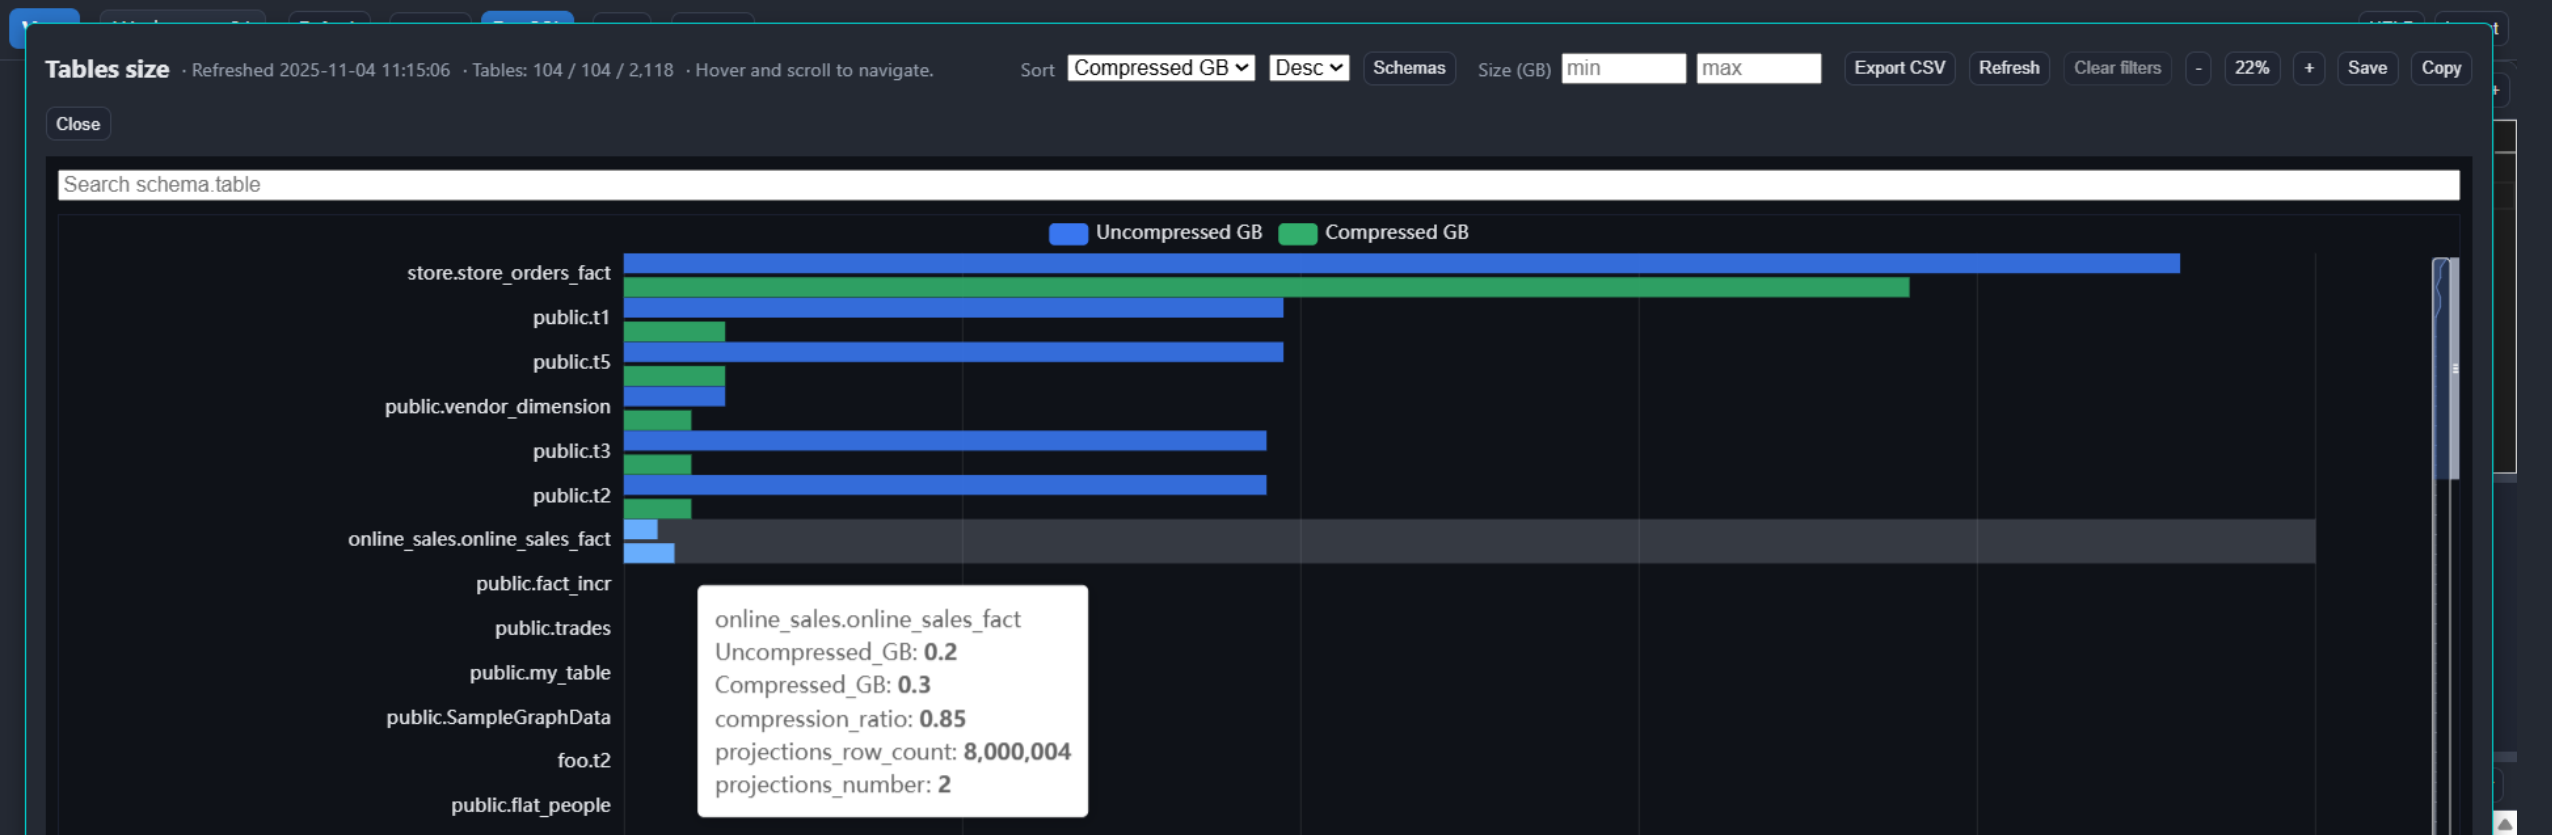 Tables size · Refreshed 2025-11-04 11:15:06 · Tables: 104 / 104 / 2,118 · Hover and scroll to navigate. Sort Compressed GB Desc Schemas Size (GB) min max Export CSV Refresh Clear filters - 22% + Save Copy
Close
Search schema.table
Uncompressed GB Compressed GB
store.store_orders_fact
public.t1
public.t5
public.vendor_dimension
public.t3
public.t2
online_sales.online_sales_fact
public.fact_incr
public.trades
public.my_table
public.SampleGraphData
foo.t2
public.flat_people
online_sales.online_sales_fact
Uncompressed_GB: 0.2
Compressed_GB: 0.3
compression_ratio: 0.85
projections_row_count: 8,000,004
projections_number: 2